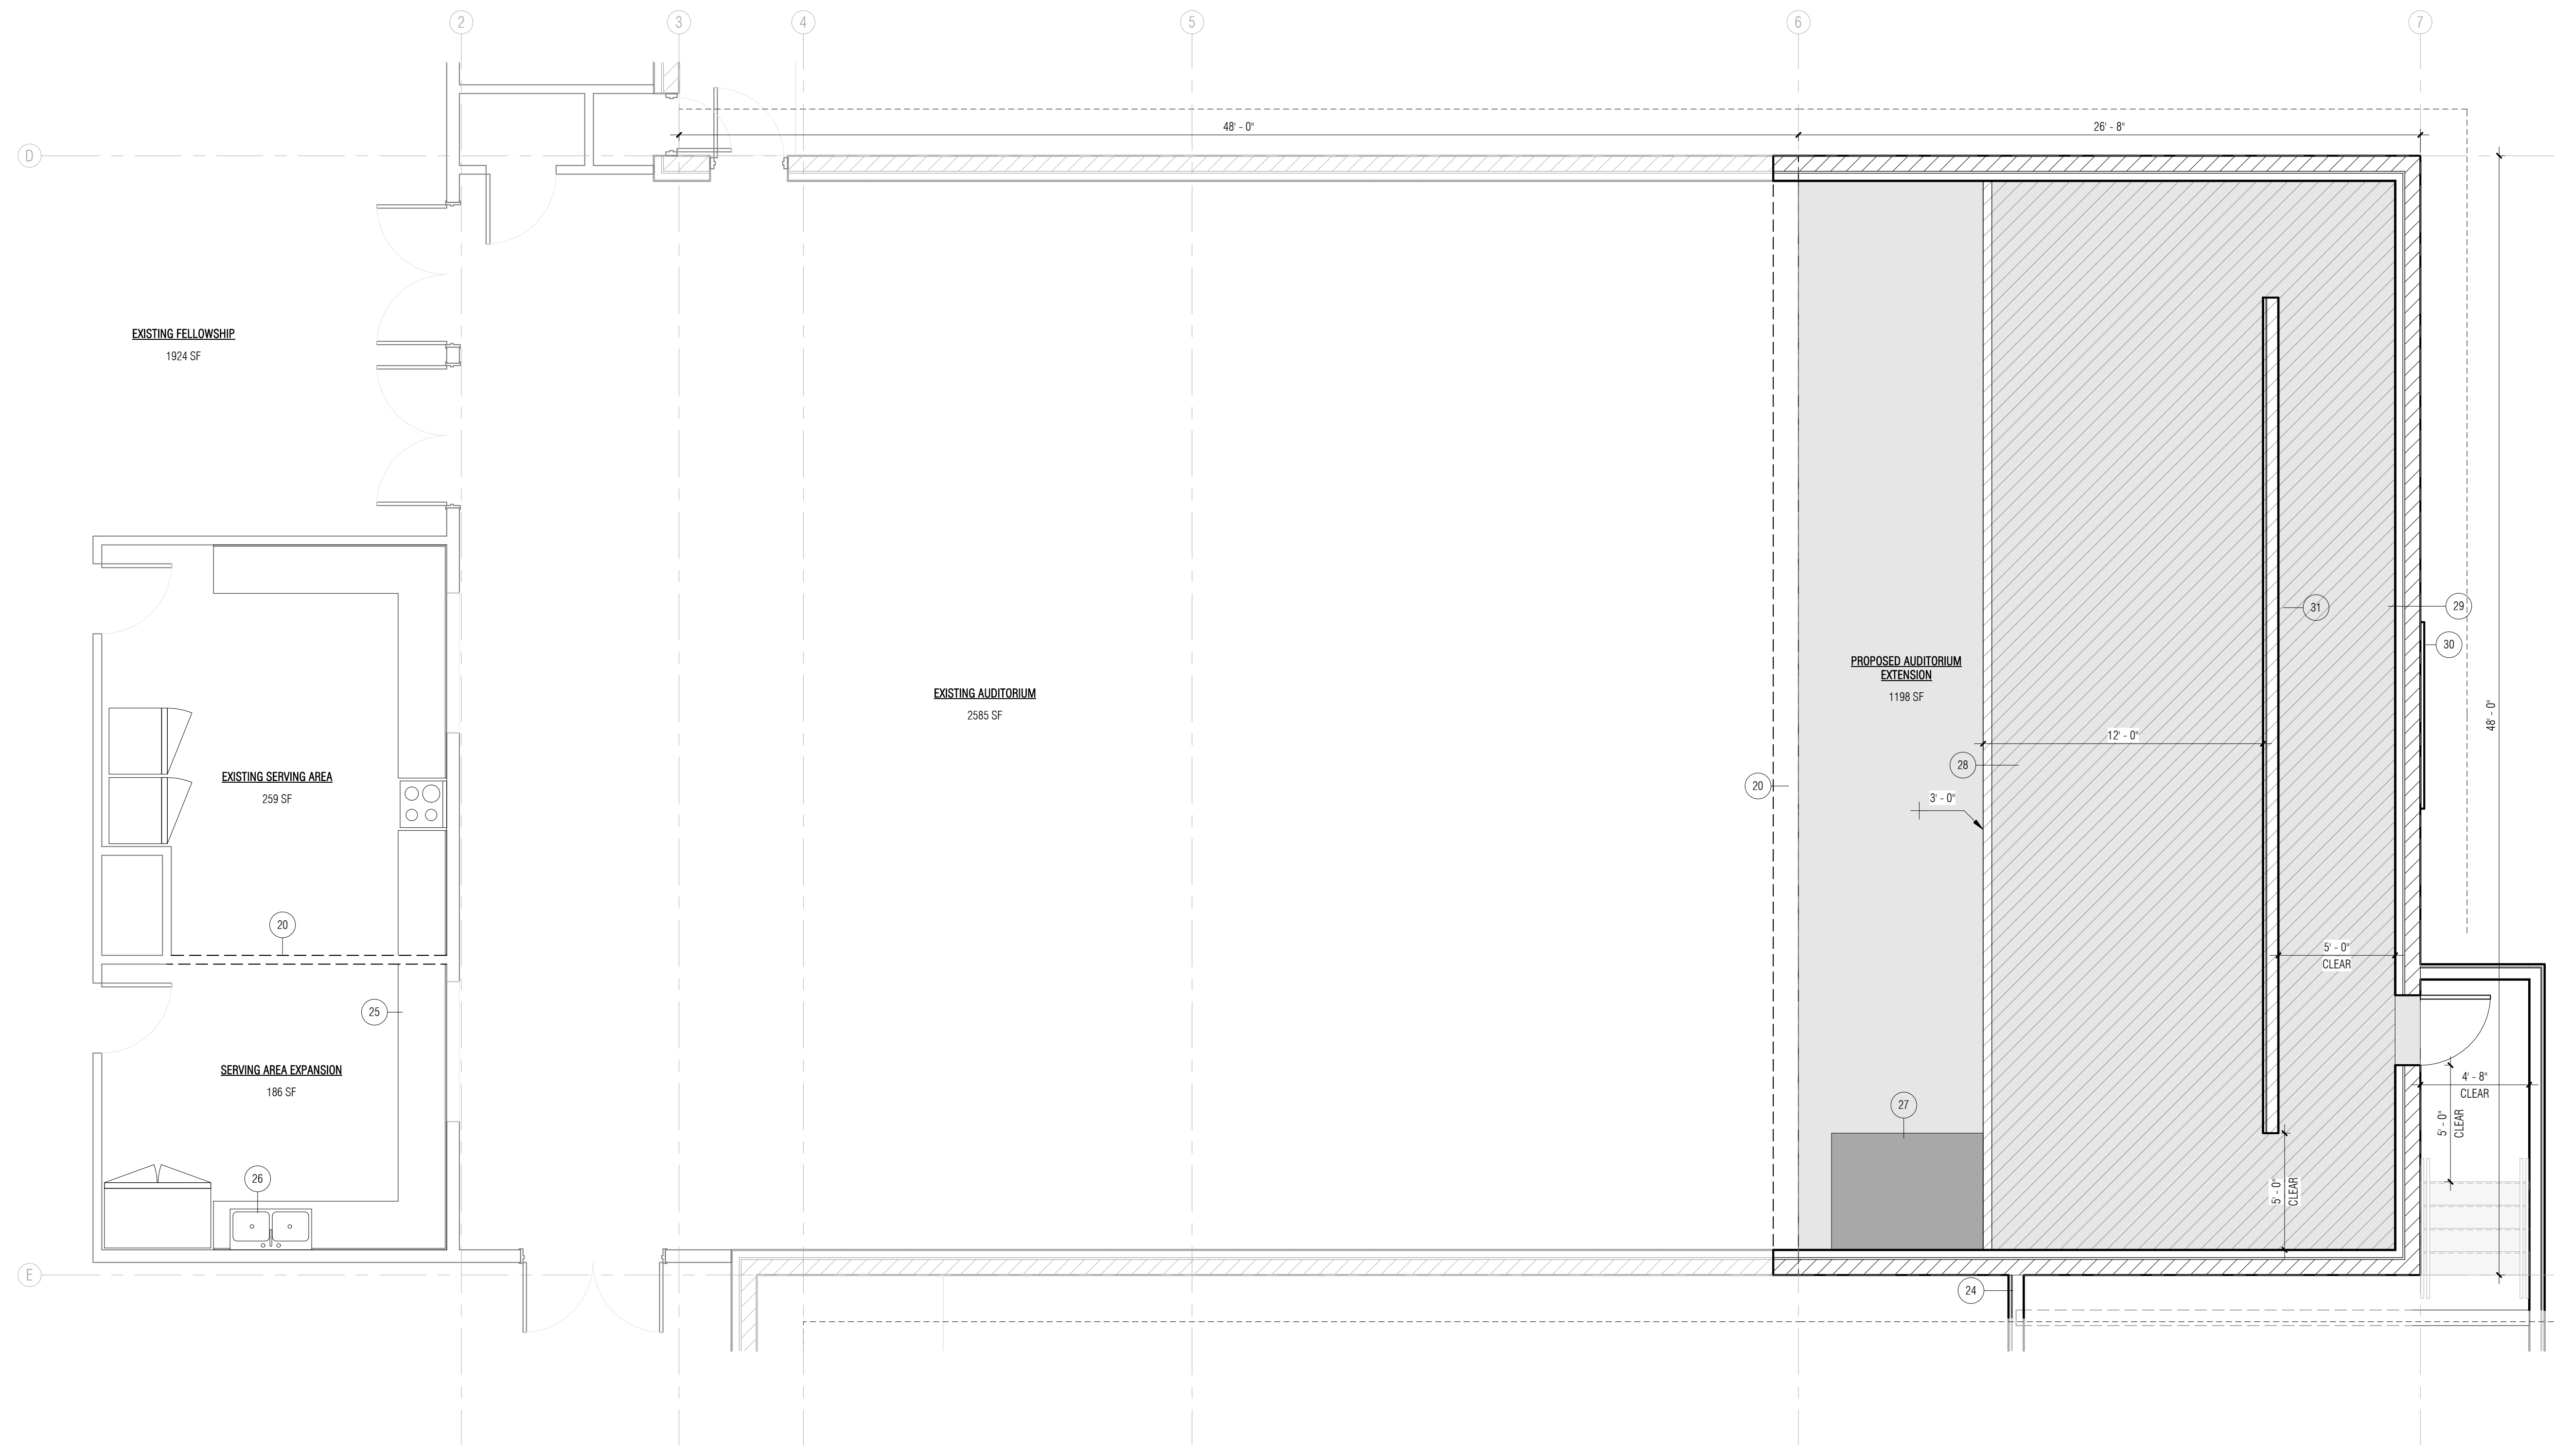 2
3
4
5
6
7
D
48' - 0"
26' - 8"
EXISTING FELLOWSHIP
1924 SF
31
29
30
PROPOSED AUDITORIUM
EXTENSION
1198 SF
EXISTING AUDITORIUM
2585 SF
48' - 0"
12' - 0"
28
20
3' - 0"
EXISTING SERVING AREA
259 SF
20
5' - 0"
CLEAR
25
SERVING AREA EXPANSION
186 SF
4' - 8"
CLEAR
27
5' - 0"
CLEAR
26
5' - 0"
CLEAR
E
24